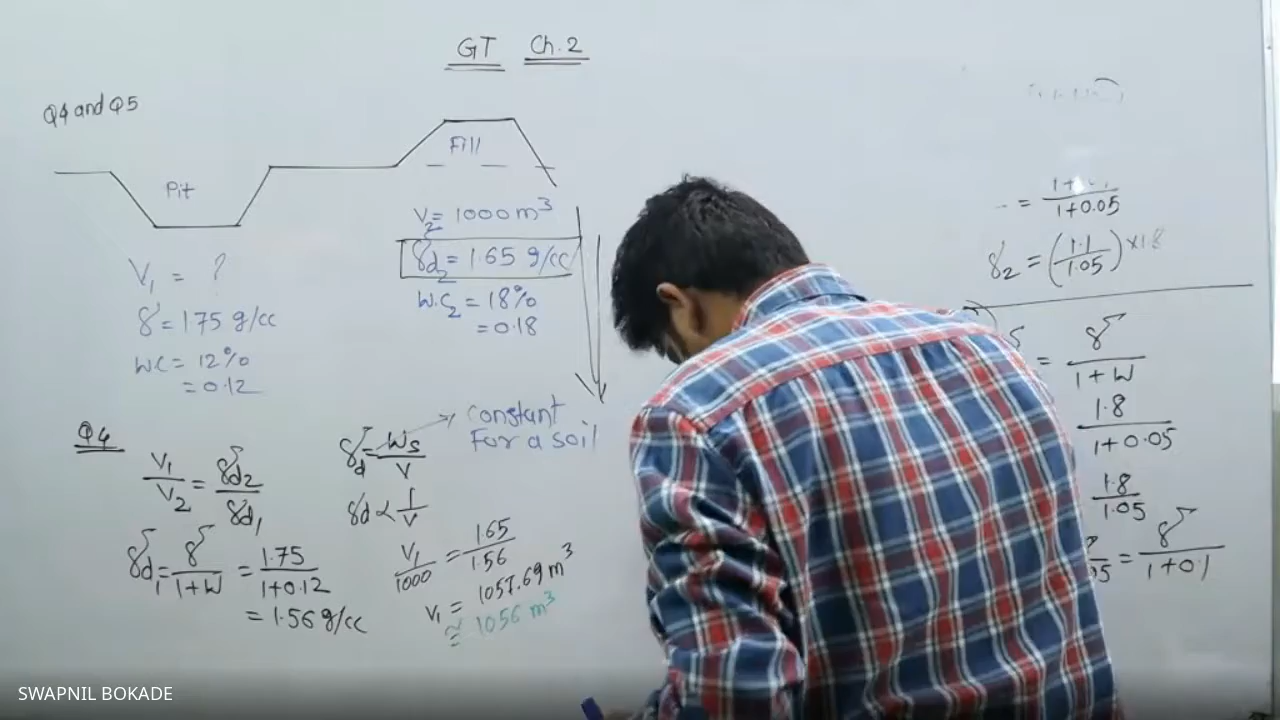 GT Ch.2
Q4 and Q5
Pit
Fill
V₁ = ?
γ = 1.75 g/cc
W.C = 12%
= 0.12
V₂ = 1000 m³
γd₂ = 1.65 g/cc
W.C₂ = 18%
= 0.18
Q4
V₁/V₂ = γd₂/γd₁
γd₁ = γ/(1+W) = 1.75/(1+0.12)
= 1.56 g/cc
γd = Ws/V
Constant
For a soil
γd ∝ 1/V
V₁/1000 = 1.65/1.56
V₁ = 1057.69 m³
≅ 1056 m³
1+0.05
γ₂ = (1.1/1.05) × 1.8
= γ/(1+W)
1.8/(1+0.05)
1.8/1.05
= γ/(1+0.1)
SWAPNIL BOKADE